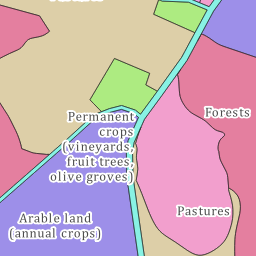 Permanent
crops
(vineyards,
fruit trees,
olive groves)
Forests
Arable land
(annual crops)
Pastures